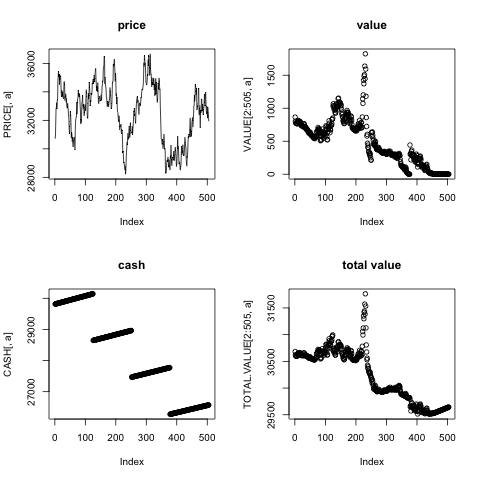 price
PRICE[, a]
36000
32000
28000
0 100 200 300 400 500
Index
value
VALUE[2:505, a]
1500
1000
500
0
0 100 200 300 400 500
Index
cash
CASH[, a]
29000
27000
0 100 200 300 400 500
Index
total value
TOTAL.VALUE[2:505, a]
31500
30500
29500
0 100 200 300 400 500
Index